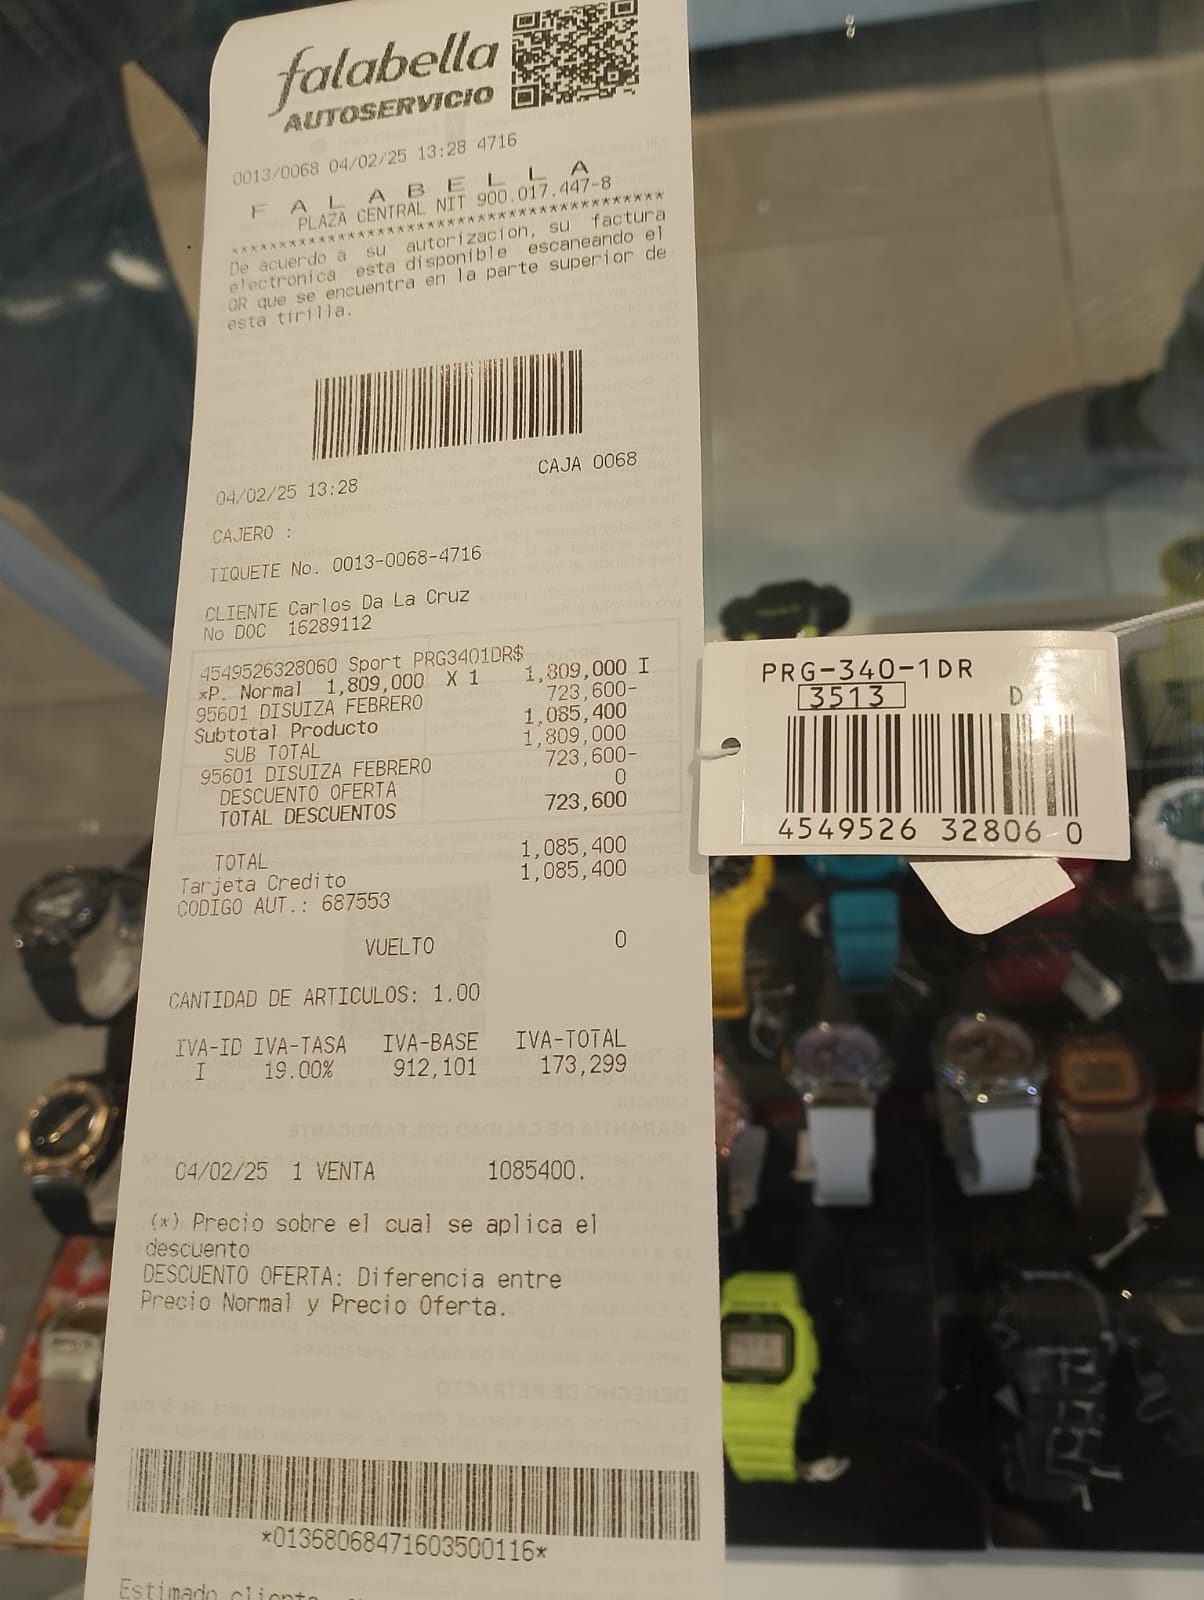 falabella
AUTOSERVICIO
0013/0068 04/02/25 13:28 4716
F A L A B E L L A
PLAZA CENTRAL NIT 900.017.447-8
****************************************
De acuerdo a su autorizacion, su factura
electronica esta disponible escaneando el
QR que se encuentra en la parte superior de
esta tirilla.
CAJA 0068
04/02/25 13:28
CAJERO :
TIQUETE No. 0013-0068-4716
CLIENTE Carlos Da La Cruz
No DOC 16289112
4549526328060 Sport PRG3401DR$
*P. Normal 1,809,000 X 1 1,809,000 I
95601 DISUIZA FEBRERO 723,600-
Subtotal Producto 1,085,400
SUB TOTAL 1,809,000
95601 DISUIZA FEBRERO 723,600-
DESCUENTO OFERTA 0
TOTAL DESCUENTOS 723,600
TOTAL 1,085,400
Tarjeta Credito 1,085,400
CODIGO AUT.: 687553
VUELTO 0
CANTIDAD DE ARTICULOS: 1.00
IVA-ID IVA-TASA IVA-BASE IVA-TOTAL
I 19.00% 912,101 173,299
04/02/25 1 VENTA 1085400.
(*) Precio sobre el cual se aplica el
descuento
DESCUENTO OFERTA: Diferencia entre
Precio Normal y Precio Oferta.
*01368068471603500116*
Estimado
PRG-340-1DR
3513 D
4549526 32806 0